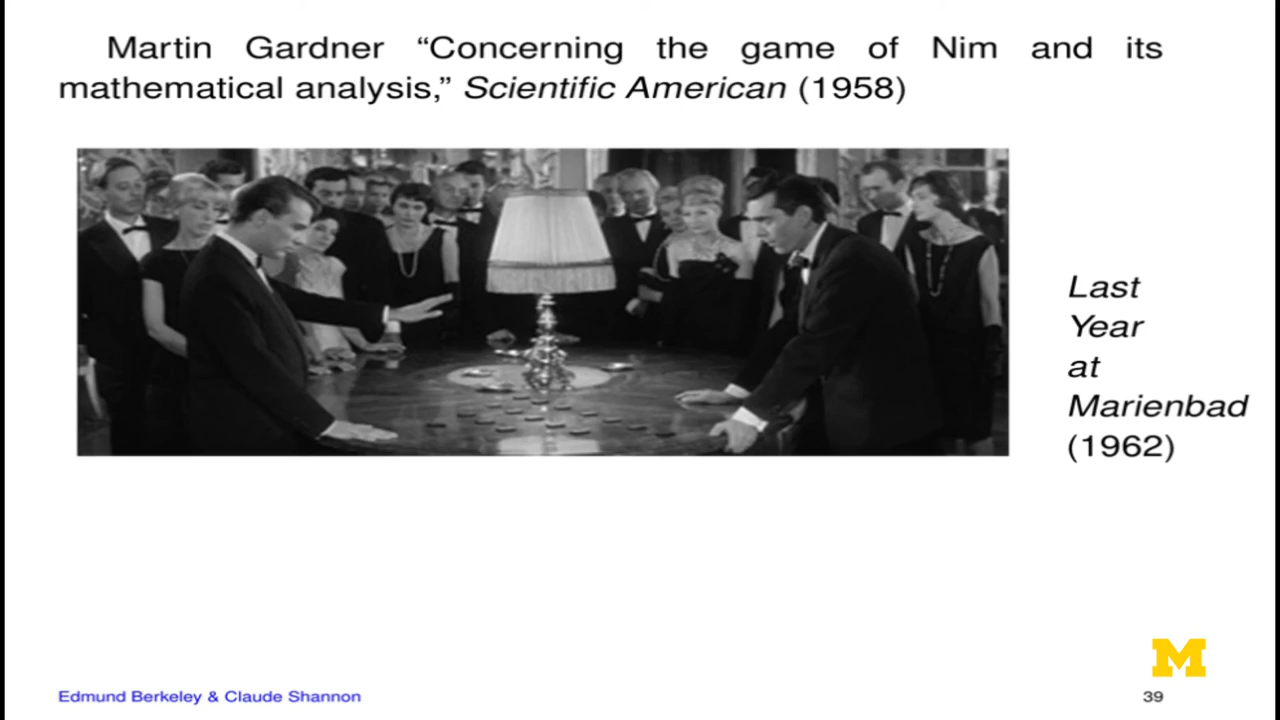 Martin Gardner “Concerning the game of Nim and its
mathematical analysis,” Scientific American (1958)
Last
Year
at
Marienbad
(1962)
M
Edmund Berkeley & Claude Shannon
39